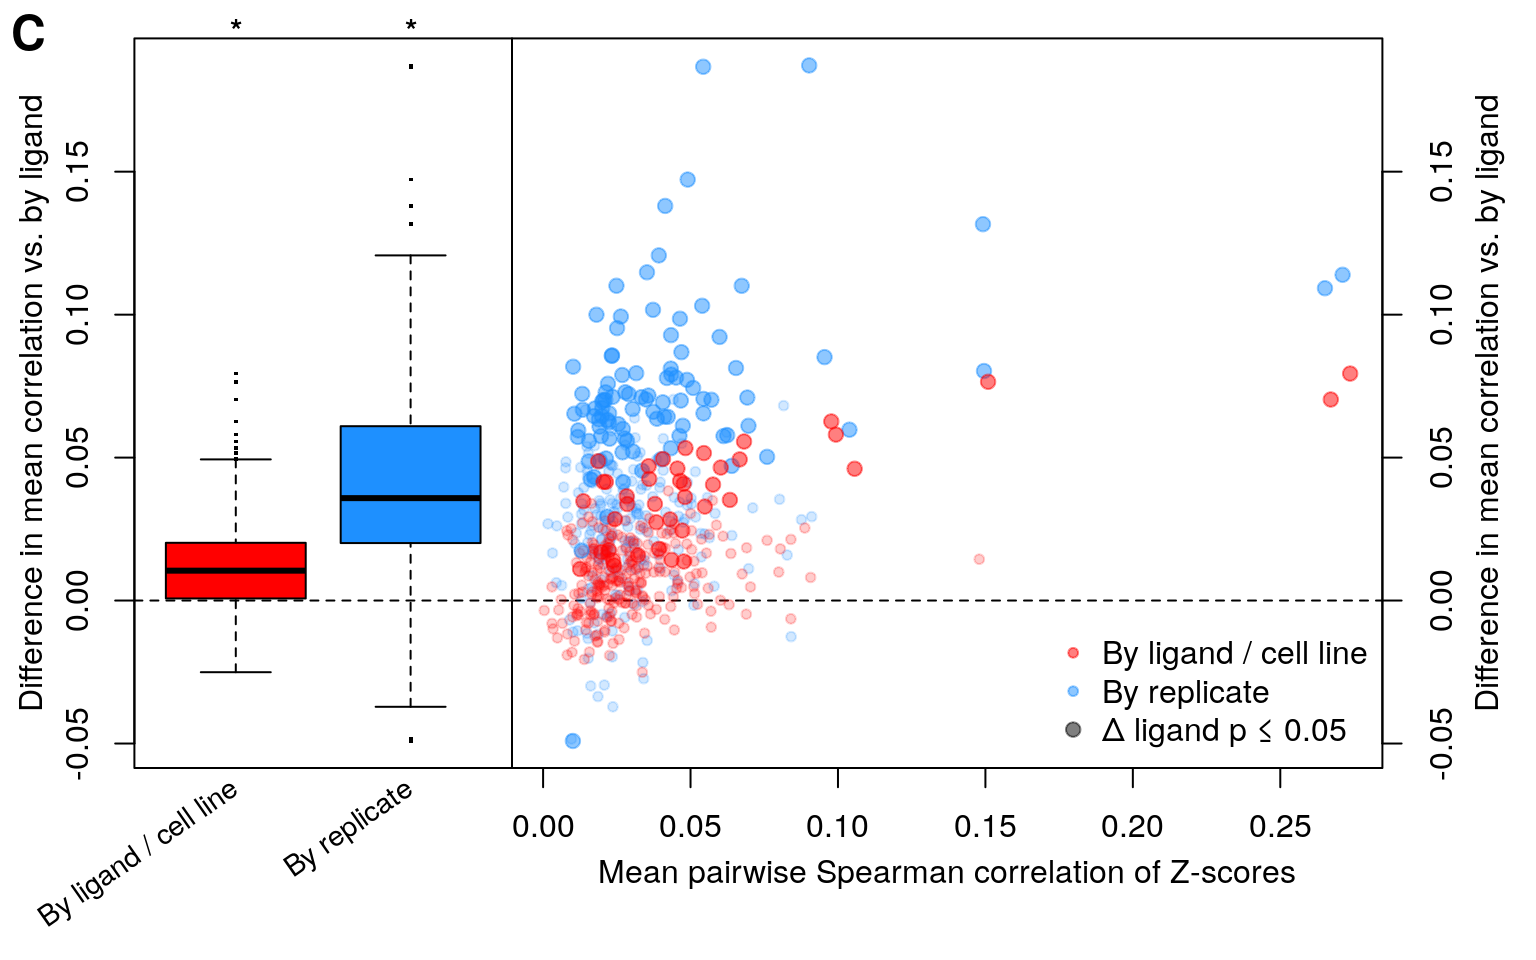 C
* *
Difference in mean correlation vs. by ligand
0.15
0.10
0.05
0.00
-0.05
By ligand / cell line
By replicate
By ligand / cell line
By replicate
Δ ligand p ≤ 0.05
0.00 0.05 0.10 0.15 0.20 0.25
Mean pairwise Spearman correlation of Z-scores
0.15
0.10
0.05
0.00
-0.05
Difference in mean correlation vs. by ligand